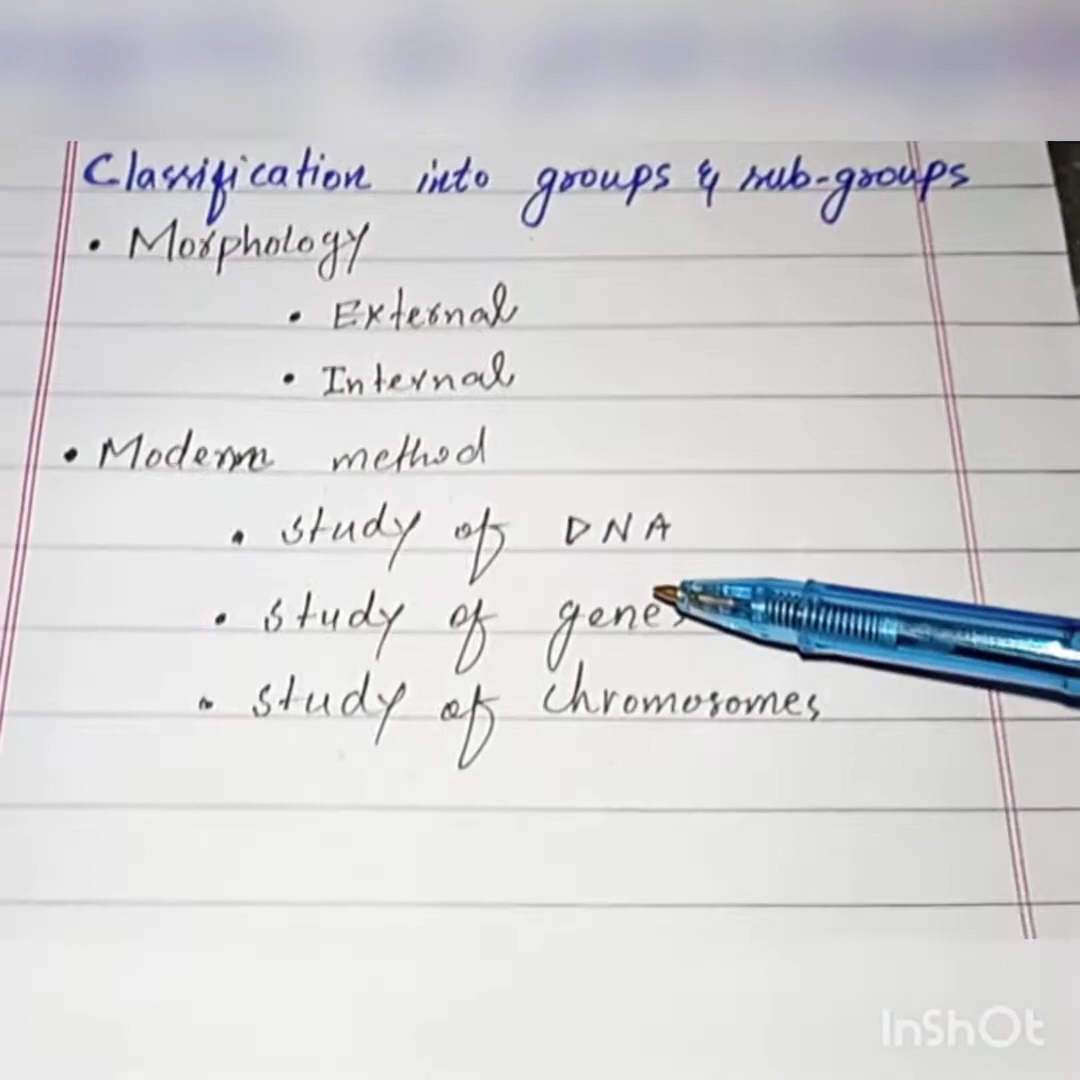 Classification into groups & sub-groups
• Morphology
• External
• Internal
• Modern method
• study of DNA
• study of genes
• study of chromosomes
InShOt